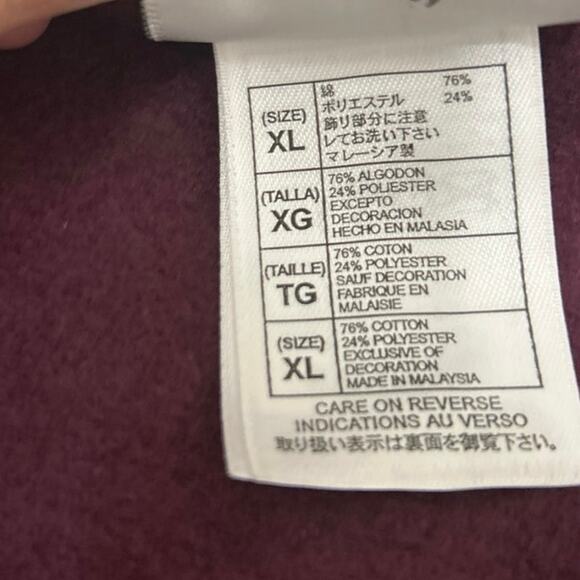 (SIZE)
XL
綿 76%
ポリエステル 24%
飾り部分に注意
レてお洗い下さい
マレーシア製
(TALLA)
XG
76% ALGODON
24% POLIESTER
EXCEPTO
DECORACION
HECHO EN MALASIA
(TAILLE)
TG
76% COTON
24% POLYESTER
SAUF DECORATION
FABRIQUE EN
MALAISIE
(SIZE)
XL
76% COTTON
24% POLYESTER
EXCLUSIVE OF
DECORATION
MADE IN MALAYSIA
CARE ON REVERSE
INDICATIONS AU VERSO
取り扱い表示は裏面を御覧下さい。